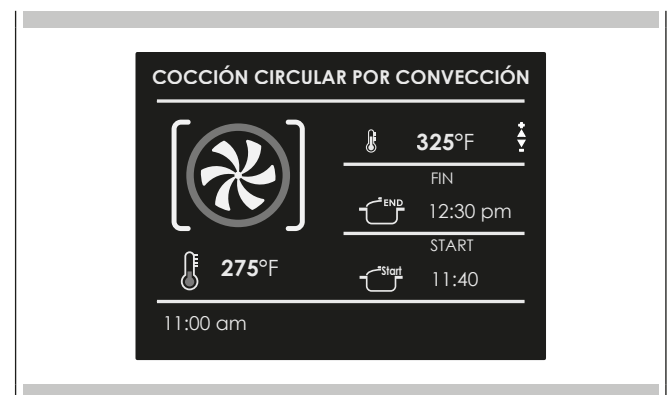 COCCIÓN CIRCULAR POR CONVECCIÓN
325°F
FIN
END
12:30 pm
START
Start
11:40
275°F
11:00 am